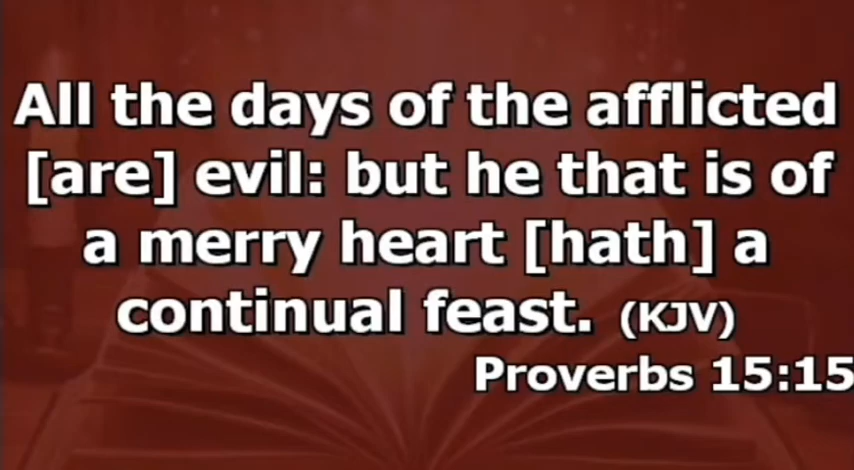 All the days of the afflicted
[are] evil: but he that is of
a merry heart [hath] a
continual feast. (KJV)
Proverbs 15:15